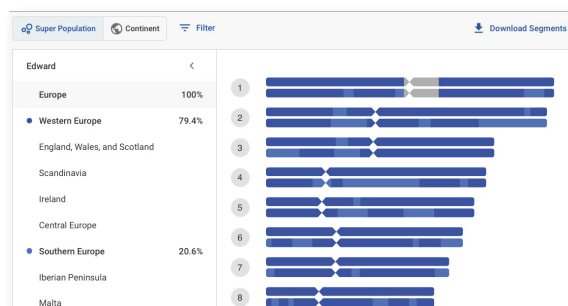 Super Population Continent Filter Download Segments
Edward
Europe 100%
Western Europe 79.4%
England, Wales, and Scotland
Scandinavia
Ireland
Central Europe
Southern Europe 20.6%
Iberian Peninsula
Malta
1
2
3
4
5
6
7
8